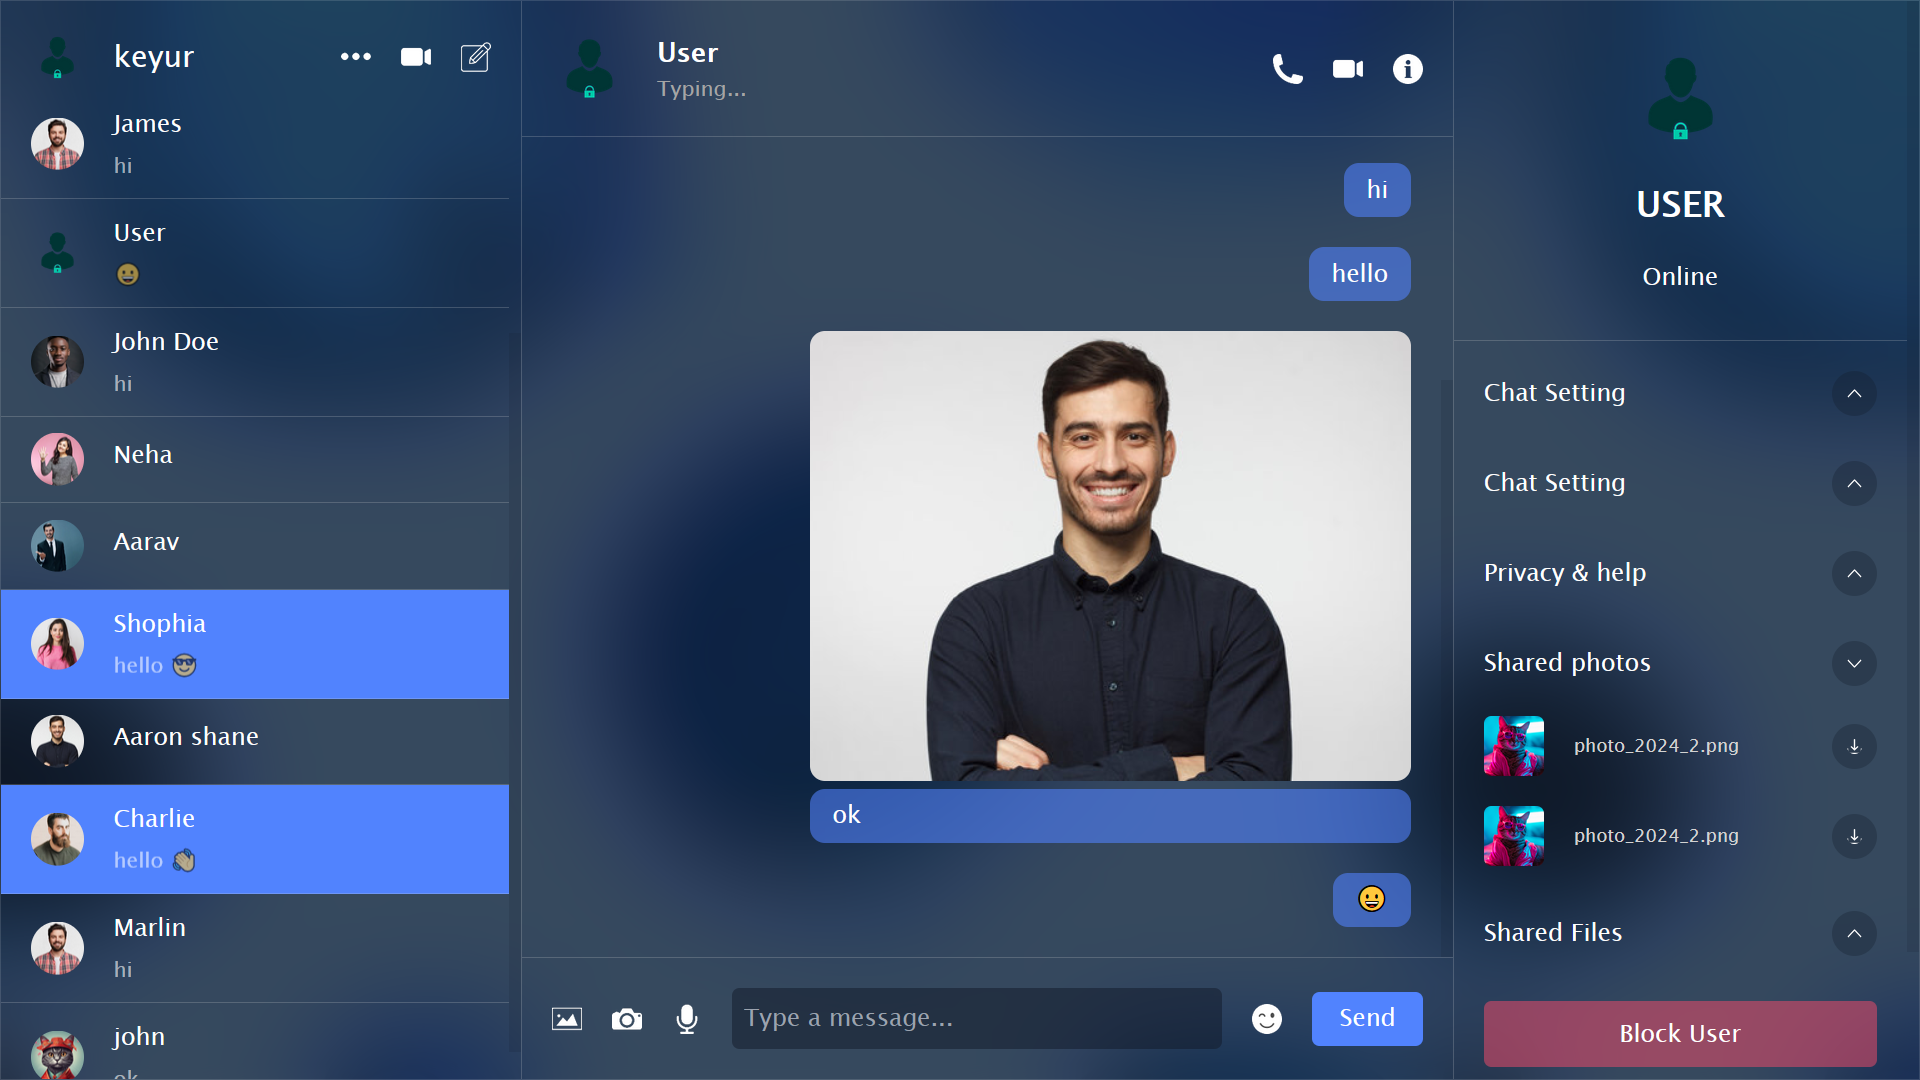 keyur
James
hi
User
😀
John Doe
hi
Neha
Aarav
Shophia
hello 😎
Aaron shane
Charlie
hello 👋
Marlin
hi
john
ok
User
Typing...
hi
hello
ok
😀
Type a message...
Send
USER
Online
Chat Setting
Chat Setting
Privacy & help
Shared photos
photo_2024_2.png
photo_2024_2.png
Shared Files
Block User